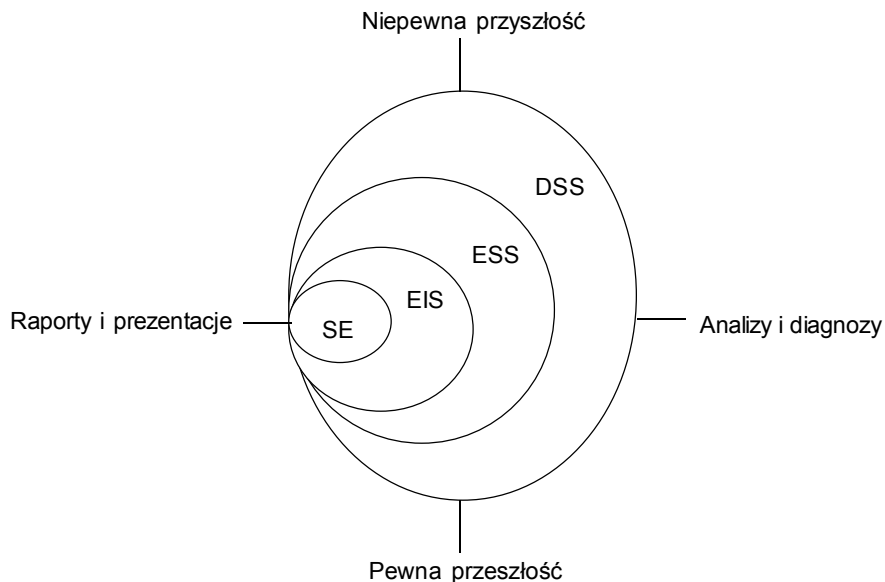 Niepewna przyszłość
DSS
ESS
EIS
SE
Raporty i prezentacje
Analizy i diagnozy
Pewna przeszłość